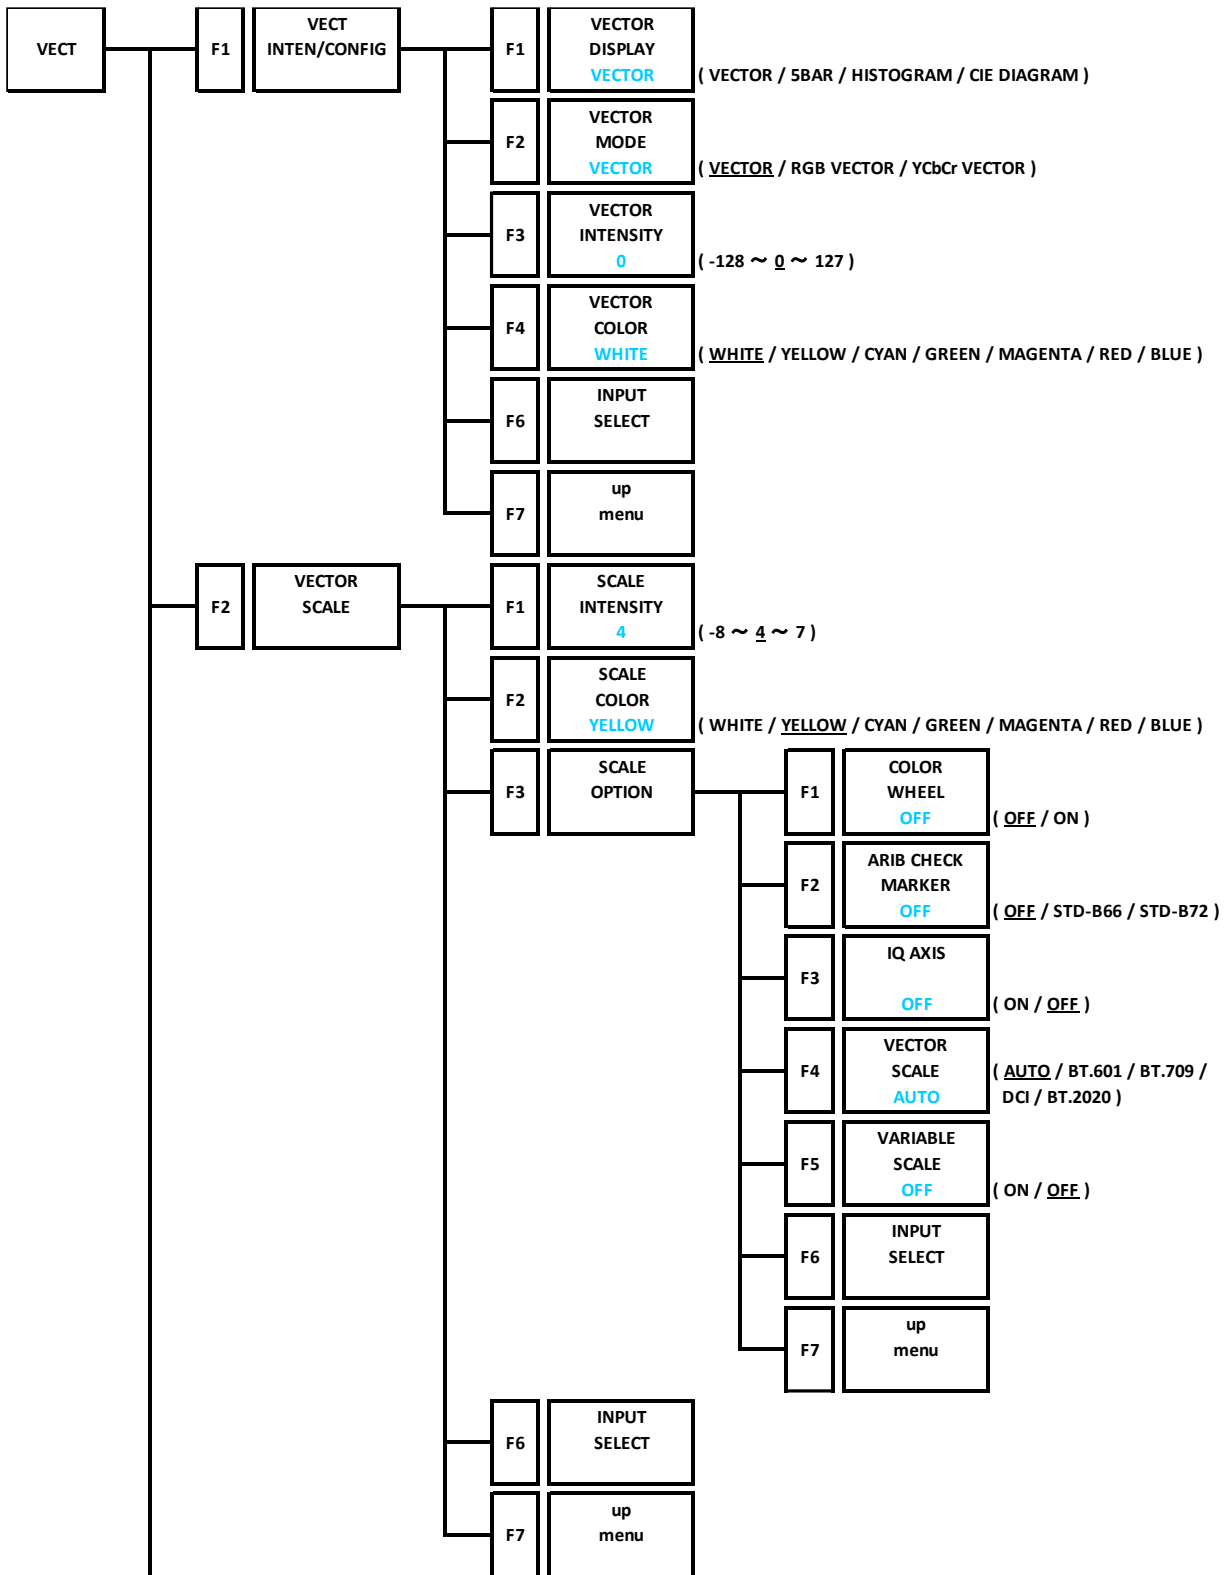 VECT
F1
VECT
INTEN/CONFIG
F1
VECTOR
DISPLAY
VECTOR
( VECTOR / 5BAR / HISTOGRAM / CIE DIAGRAM )
F2
VECTOR
MODE
VECTOR
( VECTOR / RGB VECTOR / YCbCr VECTOR )
F3
VECTOR
INTENSITY
0
( -128 ～ 0 ～ 127 )
F4
VECTOR
COLOR
WHITE
( WHITE / YELLOW / CYAN / GREEN / MAGENTA / RED / BLUE )
F6
INPUT
SELECT
F7
up
menu
F2
VECTOR
SCALE
F1
SCALE
INTENSITY
4
( -8 ～ 4 ～ 7 )
F2
SCALE
COLOR
YELLOW
( WHITE / YELLOW / CYAN / GREEN / MAGENTA / RED / BLUE )
F3
SCALE
OPTION
F1
COLOR
WHEEL
OFF
( OFF / ON )
F2
ARIB CHECK
MARKER
OFF
( OFF / STD-B66 / STD-B72 )
F3
IQ AXIS
OFF
( ON / OFF )
F4
VECTOR
SCALE
AUTO
( AUTO / BT.601 / BT.709 /
DCI / BT.2020 )
F5
VARIABLE
SCALE
OFF
( ON / OFF )
F6
INPUT
SELECT
F7
up
menu
F6
INPUT
SELECT
F7
up
menu